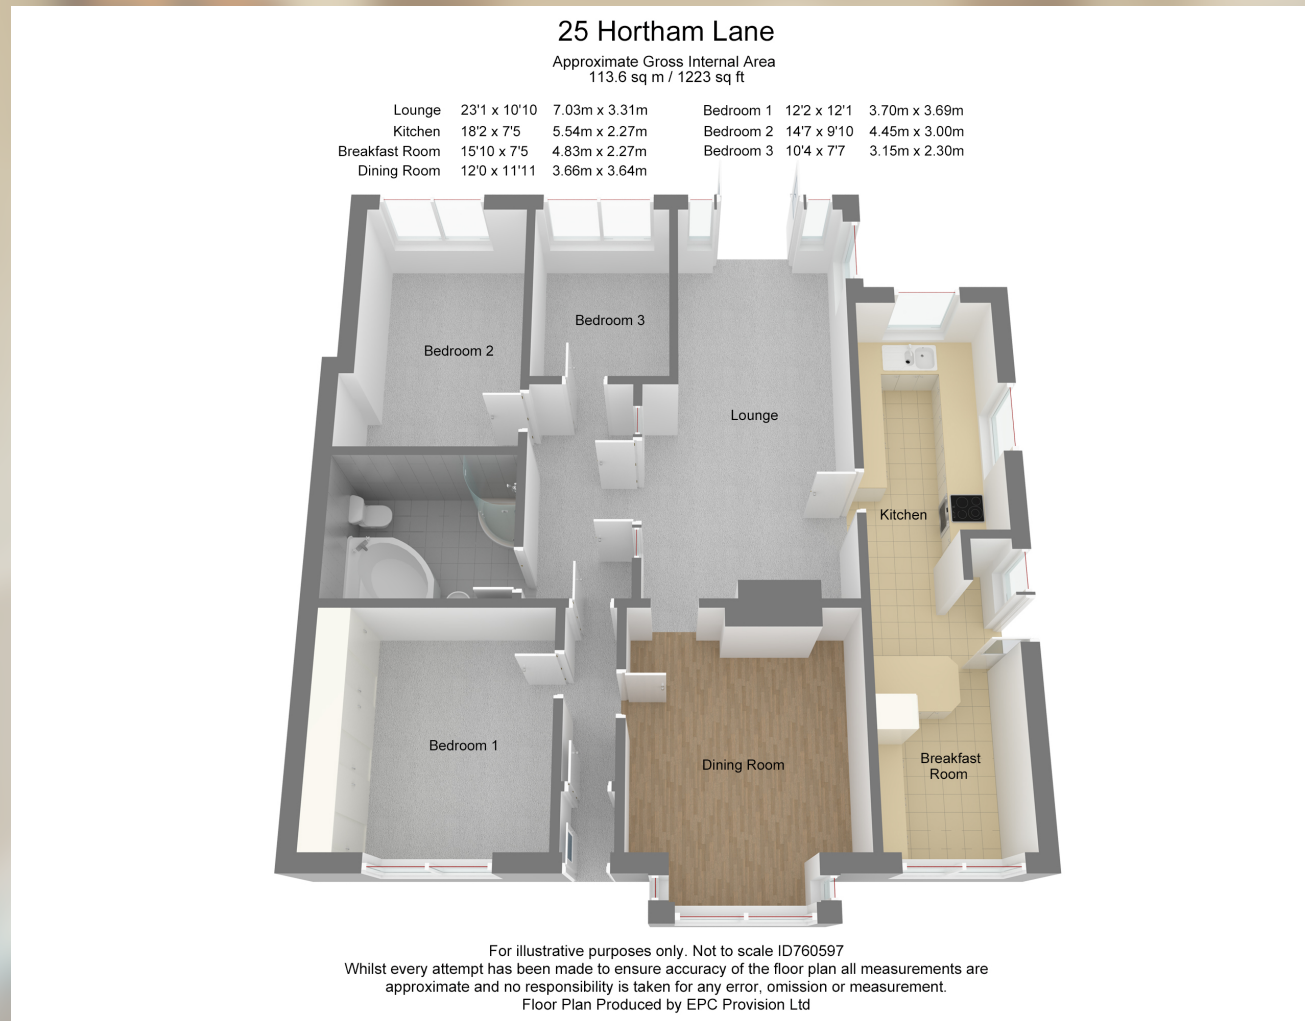 25 Hortham Lane
Approximate Gross Internal Area
113.6 sq m / 1223 sq ft
Lounge 23'1 x 10'10 7.03m x 3.31m
Kitchen 18'2 x 7'5 5.54m x 2.27m
Breakfast Room 15'10 x 7'5 4.83m x 2.27m
Dining Room 12'0 x 11'11 3.66m x 3.64m
Bedroom 1 12'2 x 12'1 3.70m x 3.69m
Bedroom 2 14'7 x 9'10 4.45m x 3.00m
Bedroom 3 10'4 x 7'7 3.15m x 2.30m
Bedroom 3
Bedroom 2
Lounge
Kitchen
Bedroom 1
Dining Room
Breakfast
Room
For illustrative purposes only. Not to scale ID760597
Whilst every attempt has been made to ensure accuracy of the floor plan all measurements are
approximate and no responsibility is taken for any error, omission or measurement.
Floor Plan Produced by EPC Provision Ltd